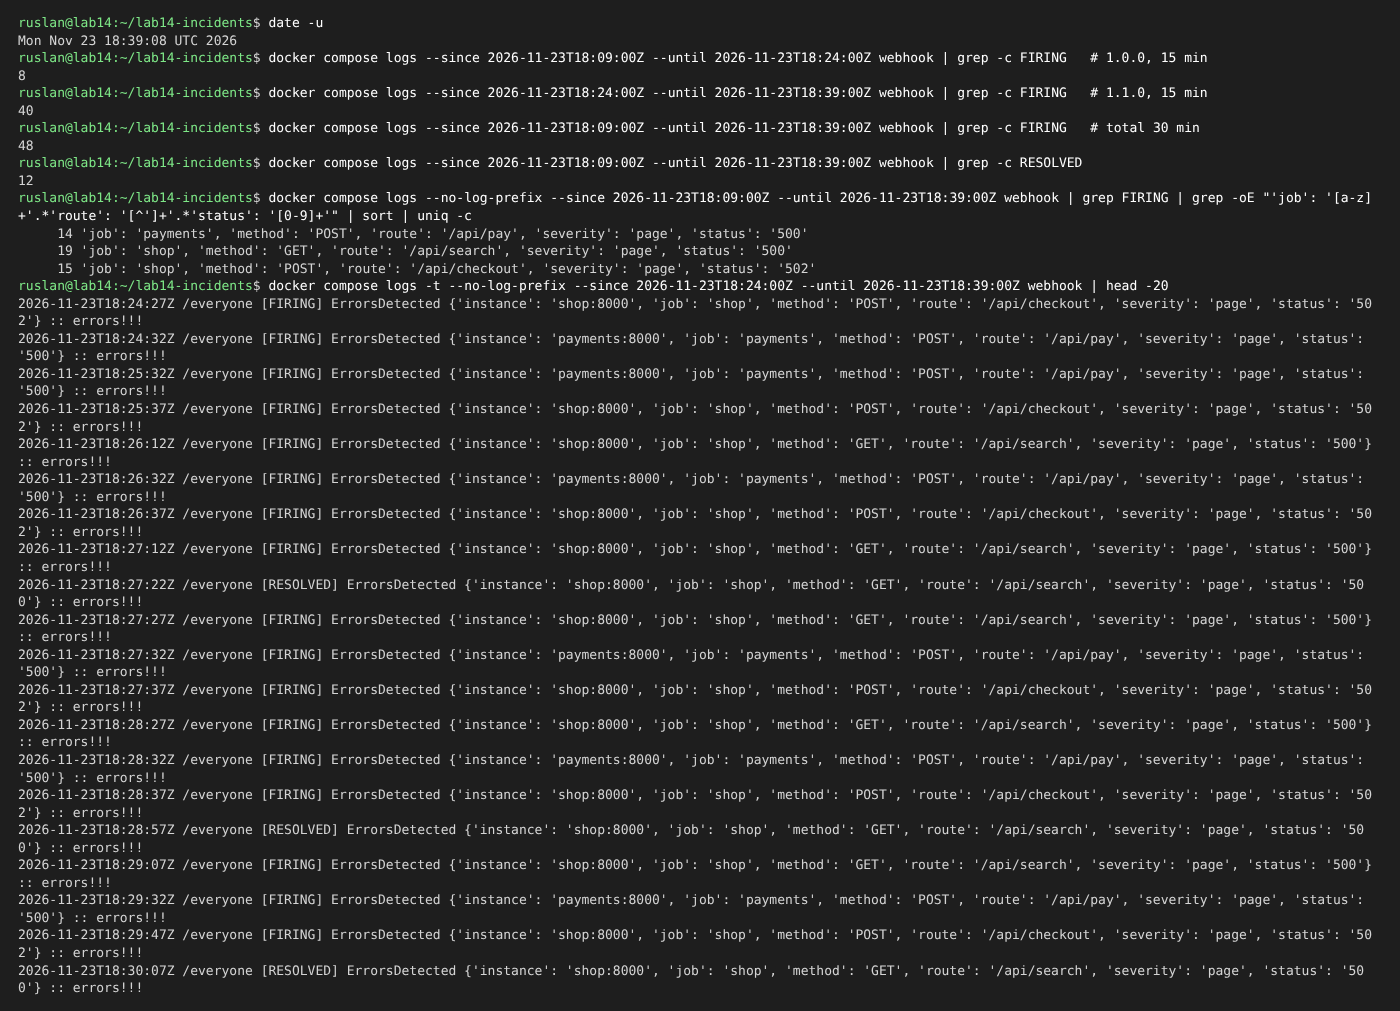 ruslan@lab14:~/lab14-incidents$ date -u
Mon Nov 23 18:39:08 UTC 2026
ruslan@lab14:~/lab14-incidents$ docker compose logs --since 2026-11-23T18:09:00Z --until 2026-11-23T18:24:00Z webhook | grep -c FIRING   # 1.0.0, 15 min
8
ruslan@lab14:~/lab14-incidents$ docker compose logs --since 2026-11-23T18:24:00Z --until 2026-11-23T18:39:00Z webhook | grep -c FIRING   # 1.1.0, 15 min
40
ruslan@lab14:~/lab14-incidents$ docker compose logs --since 2026-11-23T18:09:00Z --until 2026-11-23T18:39:00Z webhook | grep -c FIRING   # total 30 min
48
ruslan@lab14:~/lab14-incidents$ docker compose logs --since 2026-11-23T18:09:00Z --until 2026-11-23T18:39:00Z webhook | grep -c RESOLVED
12
ruslan@lab14:~/lab14-incidents$ docker compose logs --no-log-prefix --since 2026-11-23T18:09:00Z --until 2026-11-23T18:39:00Z webhook | grep FIRING | grep -oE "'job': '[a-z]
+'.*'route': '[^']+'.*'status': '[0-9]+'" | sort | uniq -c
     14 'job': 'payments', 'method': 'POST', 'route': '/api/pay', 'severity': 'page', 'status': '500'
     19 'job': 'shop', 'method': 'GET', 'route': '/api/search', 'severity': 'page', 'status': '500'
     15 'job': 'shop', 'method': 'POST', 'route': '/api/checkout', 'severity': 'page', 'status': '502'
ruslan@lab14:~/lab14-incidents$ docker compose logs -t --no-log-prefix --since 2026-11-23T18:24:00Z --until 2026-11-23T18:39:00Z webhook | head -20
2026-11-23T18:24:27Z /everyone [FIRING] ErrorsDetected {'instance': 'shop:8000', 'job': 'shop', 'method': 'POST', 'route': '/api/checkout', 'severity': 'page', 'status': '50
2'} :: errors!!!
2026-11-23T18:24:32Z /everyone [FIRING] ErrorsDetected {'instance': 'payments:8000', 'job': 'payments', 'method': 'POST', 'route': '/api/pay', 'severity': 'page', 'status':
'500'} :: errors!!!
2026-11-23T18:25:32Z /everyone [FIRING] ErrorsDetected {'instance': 'payments:8000', 'job': 'payments', 'method': 'POST', 'route': '/api/pay', 'severity': 'page', 'status':
'500'} :: errors!!!
2026-11-23T18:25:37Z /everyone [FIRING] ErrorsDetected {'instance': 'shop:8000', 'job': 'shop', 'method': 'POST', 'route': '/api/checkout', 'severity': 'page', 'status': '50
2'} :: errors!!!
2026-11-23T18:26:12Z /everyone [FIRING] ErrorsDetected {'instance': 'shop:8000', 'job': 'shop', 'method': 'GET', 'route': '/api/search', 'severity': 'page', 'status': '500'}
:: errors!!!
2026-11-23T18:26:32Z /everyone [FIRING] ErrorsDetected {'instance': 'payments:8000', 'job': 'payments', 'method': 'POST', 'route': '/api/pay', 'severity': 'page', 'status':
'500'} :: errors!!!
2026-11-23T18:26:37Z /everyone [FIRING] ErrorsDetected {'instance': 'shop:8000', 'job': 'shop', 'method': 'POST', 'route': '/api/checkout', 'severity': 'page', 'status': '50
2'} :: errors!!!
2026-11-23T18:27:12Z /everyone [FIRING] ErrorsDetected {'instance': 'shop:8000', 'job': 'shop', 'method': 'GET', 'route': '/api/search', 'severity': 'page', 'status': '500'}
:: errors!!!
2026-11-23T18:27:22Z /everyone [RESOLVED] ErrorsDetected {'instance': 'shop:8000', 'job': 'shop', 'method': 'GET', 'route': '/api/search', 'severity': 'page', 'status': '50
0'} :: errors!!!
2026-11-23T18:27:27Z /everyone [FIRING] ErrorsDetected {'instance': 'shop:8000', 'job': 'shop', 'method': 'GET', 'route': '/api/search', 'severity': 'page', 'status': '500'}
:: errors!!!
2026-11-23T18:27:32Z /everyone [FIRING] ErrorsDetected {'instance': 'payments:8000', 'job': 'payments', 'method': 'POST', 'route': '/api/pay', 'severity': 'page', 'status':
'500'} :: errors!!!
2026-11-23T18:27:37Z /everyone [FIRING] ErrorsDetected {'instance': 'shop:8000', 'job': 'shop', 'method': 'POST', 'route': '/api/checkout', 'severity': 'page', 'status': '50
2'} :: errors!!!
2026-11-23T18:28:27Z /everyone [FIRING] ErrorsDetected {'instance': 'shop:8000', 'job': 'shop', 'method': 'GET', 'route': '/api/search', 'severity': 'page', 'status': '500'}
:: errors!!!
2026-11-23T18:28:32Z /everyone [FIRING] ErrorsDetected {'instance': 'payments:8000', 'job': 'payments', 'method': 'POST', 'route': '/api/pay', 'severity': 'page', 'status':
'500'} :: errors!!!
2026-11-23T18:28:37Z /everyone [FIRING] ErrorsDetected {'instance': 'shop:8000', 'job': 'shop', 'method': 'POST', 'route': '/api/checkout', 'severity': 'page', 'status': '50
2'} :: errors!!!
2026-11-23T18:28:57Z /everyone [RESOLVED] ErrorsDetected {'instance': 'shop:8000', 'job': 'shop', 'method': 'GET', 'route': '/api/search', 'severity': 'page', 'status': '50
0'} :: errors!!!
2026-11-23T18:29:07Z /everyone [FIRING] ErrorsDetected {'instance': 'shop:8000', 'job': 'shop', 'method': 'GET', 'route': '/api/search', 'severity': 'page', 'status': '500'}
:: errors!!!
2026-11-23T18:29:32Z /everyone [FIRING] ErrorsDetected {'instance': 'payments:8000', 'job': 'payments', 'method': 'POST', 'route': '/api/pay', 'severity': 'page', 'status':
'500'} :: errors!!!
2026-11-23T18:29:47Z /everyone [FIRING] ErrorsDetected {'instance': 'shop:8000', 'job': 'shop', 'method': 'POST', 'route': '/api/checkout', 'severity': 'page', 'status': '50
2'} :: errors!!!
2026-11-23T18:30:07Z /everyone [RESOLVED] ErrorsDetected {'instance': 'shop:8000', 'job': 'shop', 'method': 'GET', 'route': '/api/search', 'severity': 'page', 'status': '50
0'} :: errors!!!